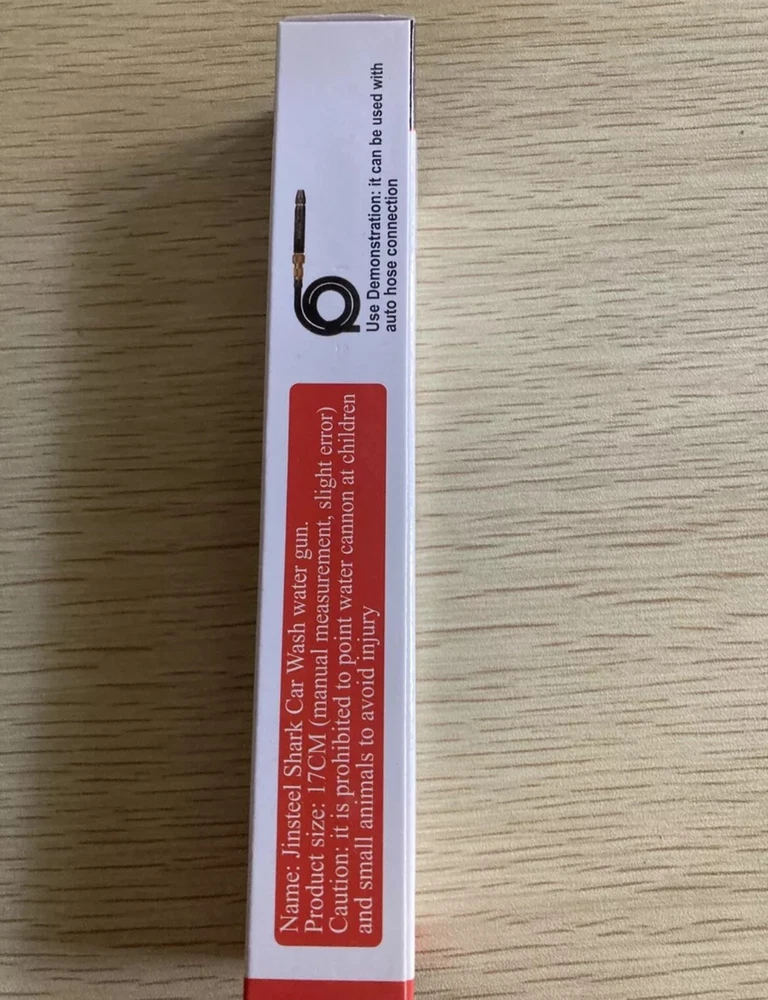 Use Demonstration: it can be used with
auto hose connection
Name: Jinsteel Shark Car Wash water gun.
Product size: 17CM (manual measurement, slight error)
Caution: it is prohibited to point water cannon at children
and small animals to avoid injury